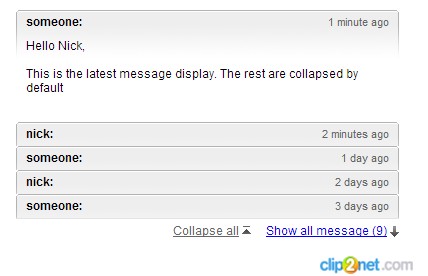 someone: 1 minute ago
Hello Nick,
This is the latest message display. The rest are collapsed by
default
nick: 2 minutes ago
someone: 1 day ago
nick: 2 days ago
someone: 3 days ago
Collapse all Show all message (9)
clip2net.com